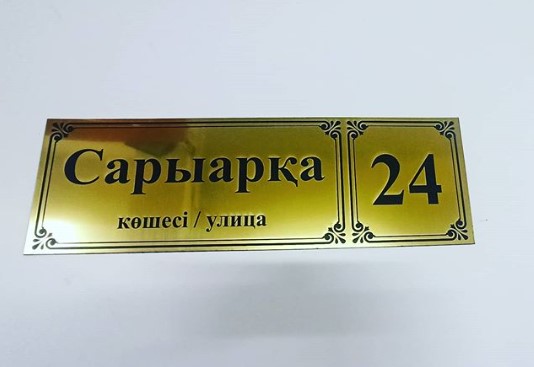 Сарыарқа
көшесі / улица
24